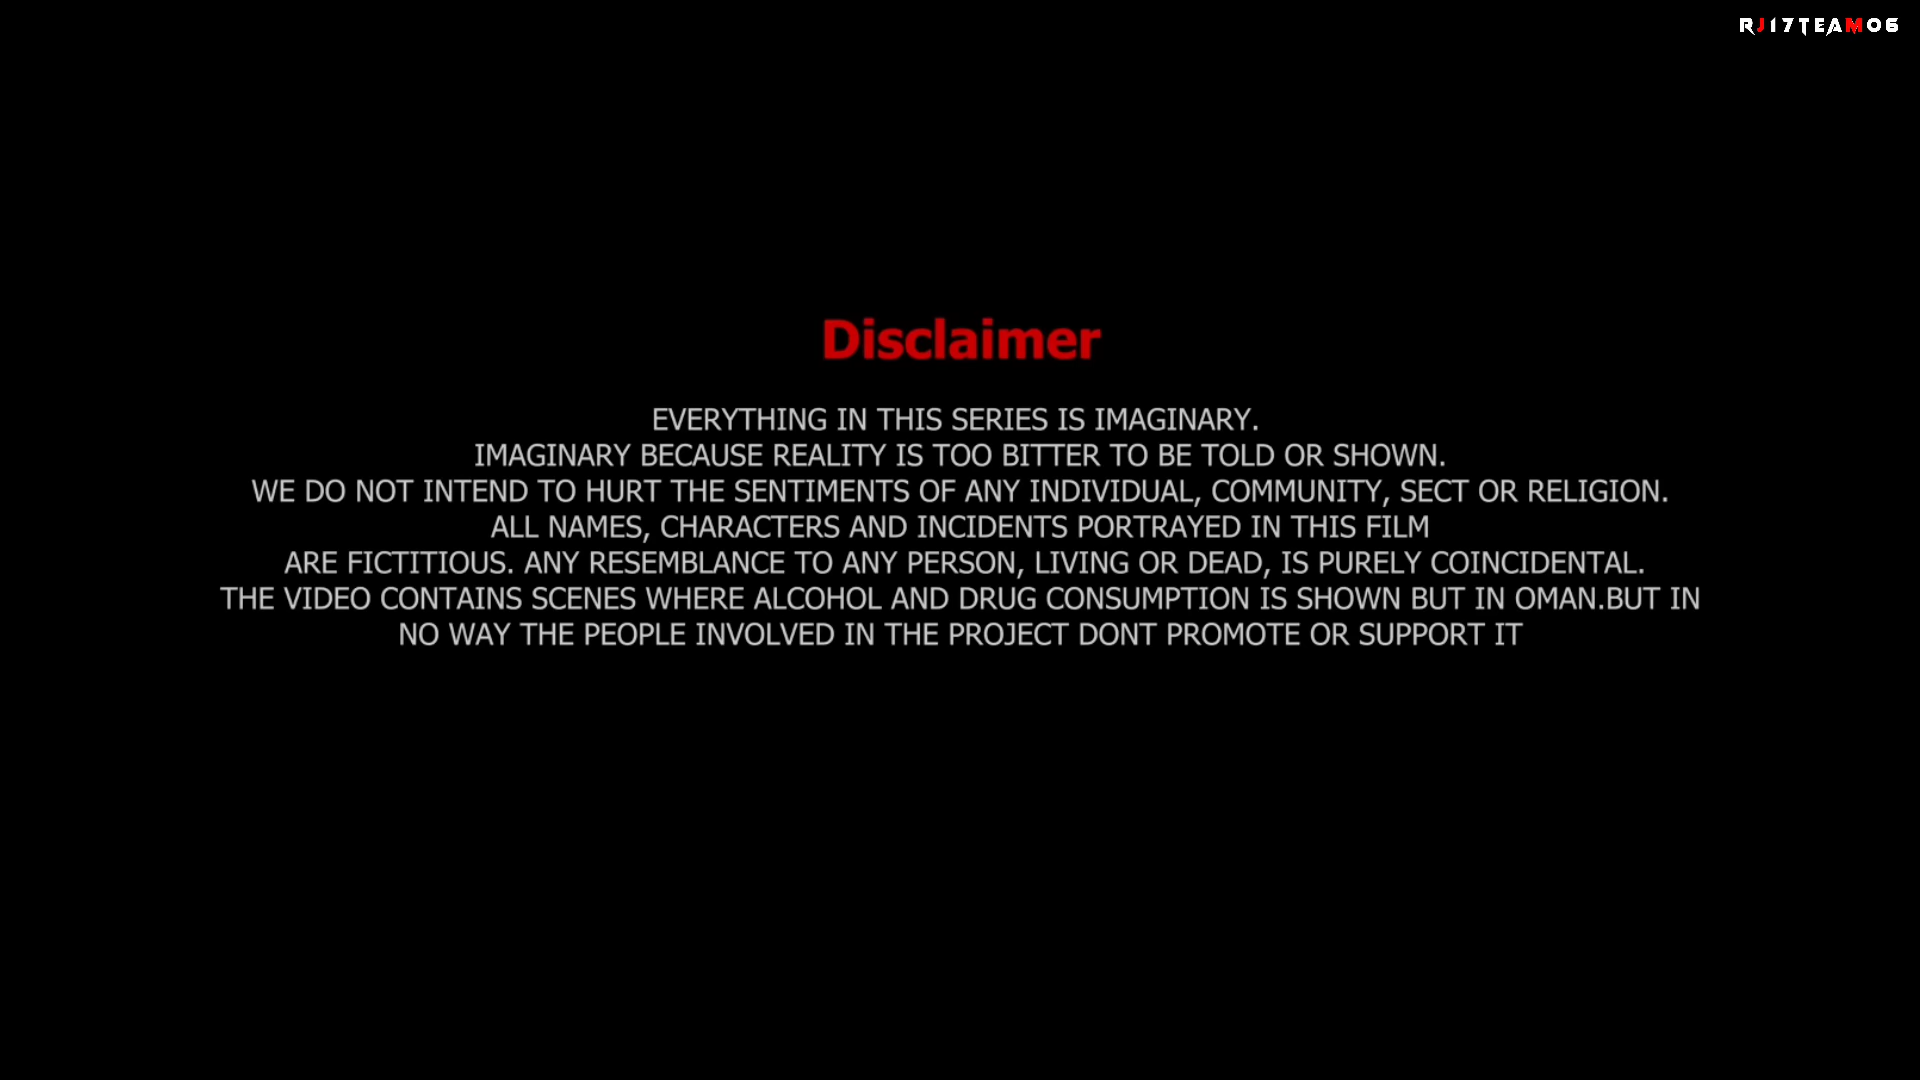 RJ17TEAM06
Disclaimer
EVERYTHING IN THIS SERIES IS IMAGINARY.
IMAGINARY BECAUSE REALITY IS TOO BITTER TO BE TOLD OR SHOWN.
WE DO NOT INTEND TO HURT THE SENTIMENTS OF ANY INDIVIDUAL, COMMUNITY, SECT OR RELIGION.
ALL NAMES, CHARACTERS AND INCIDENTS PORTRAYED IN THIS FILM
ARE FICTITIOUS. ANY RESEMBLANCE TO ANY PERSON, LIVING OR DEAD, IS PURELY COINCIDENTAL.
THE VIDEO CONTAINS SCENES WHERE ALCOHOL AND DRUG CONSUMPTION IS SHOWN BUT IN OMAN.BUT IN
NO WAY THE PEOPLE INVOLVED IN THE PROJECT DONT PROMOTE OR SUPPORT IT